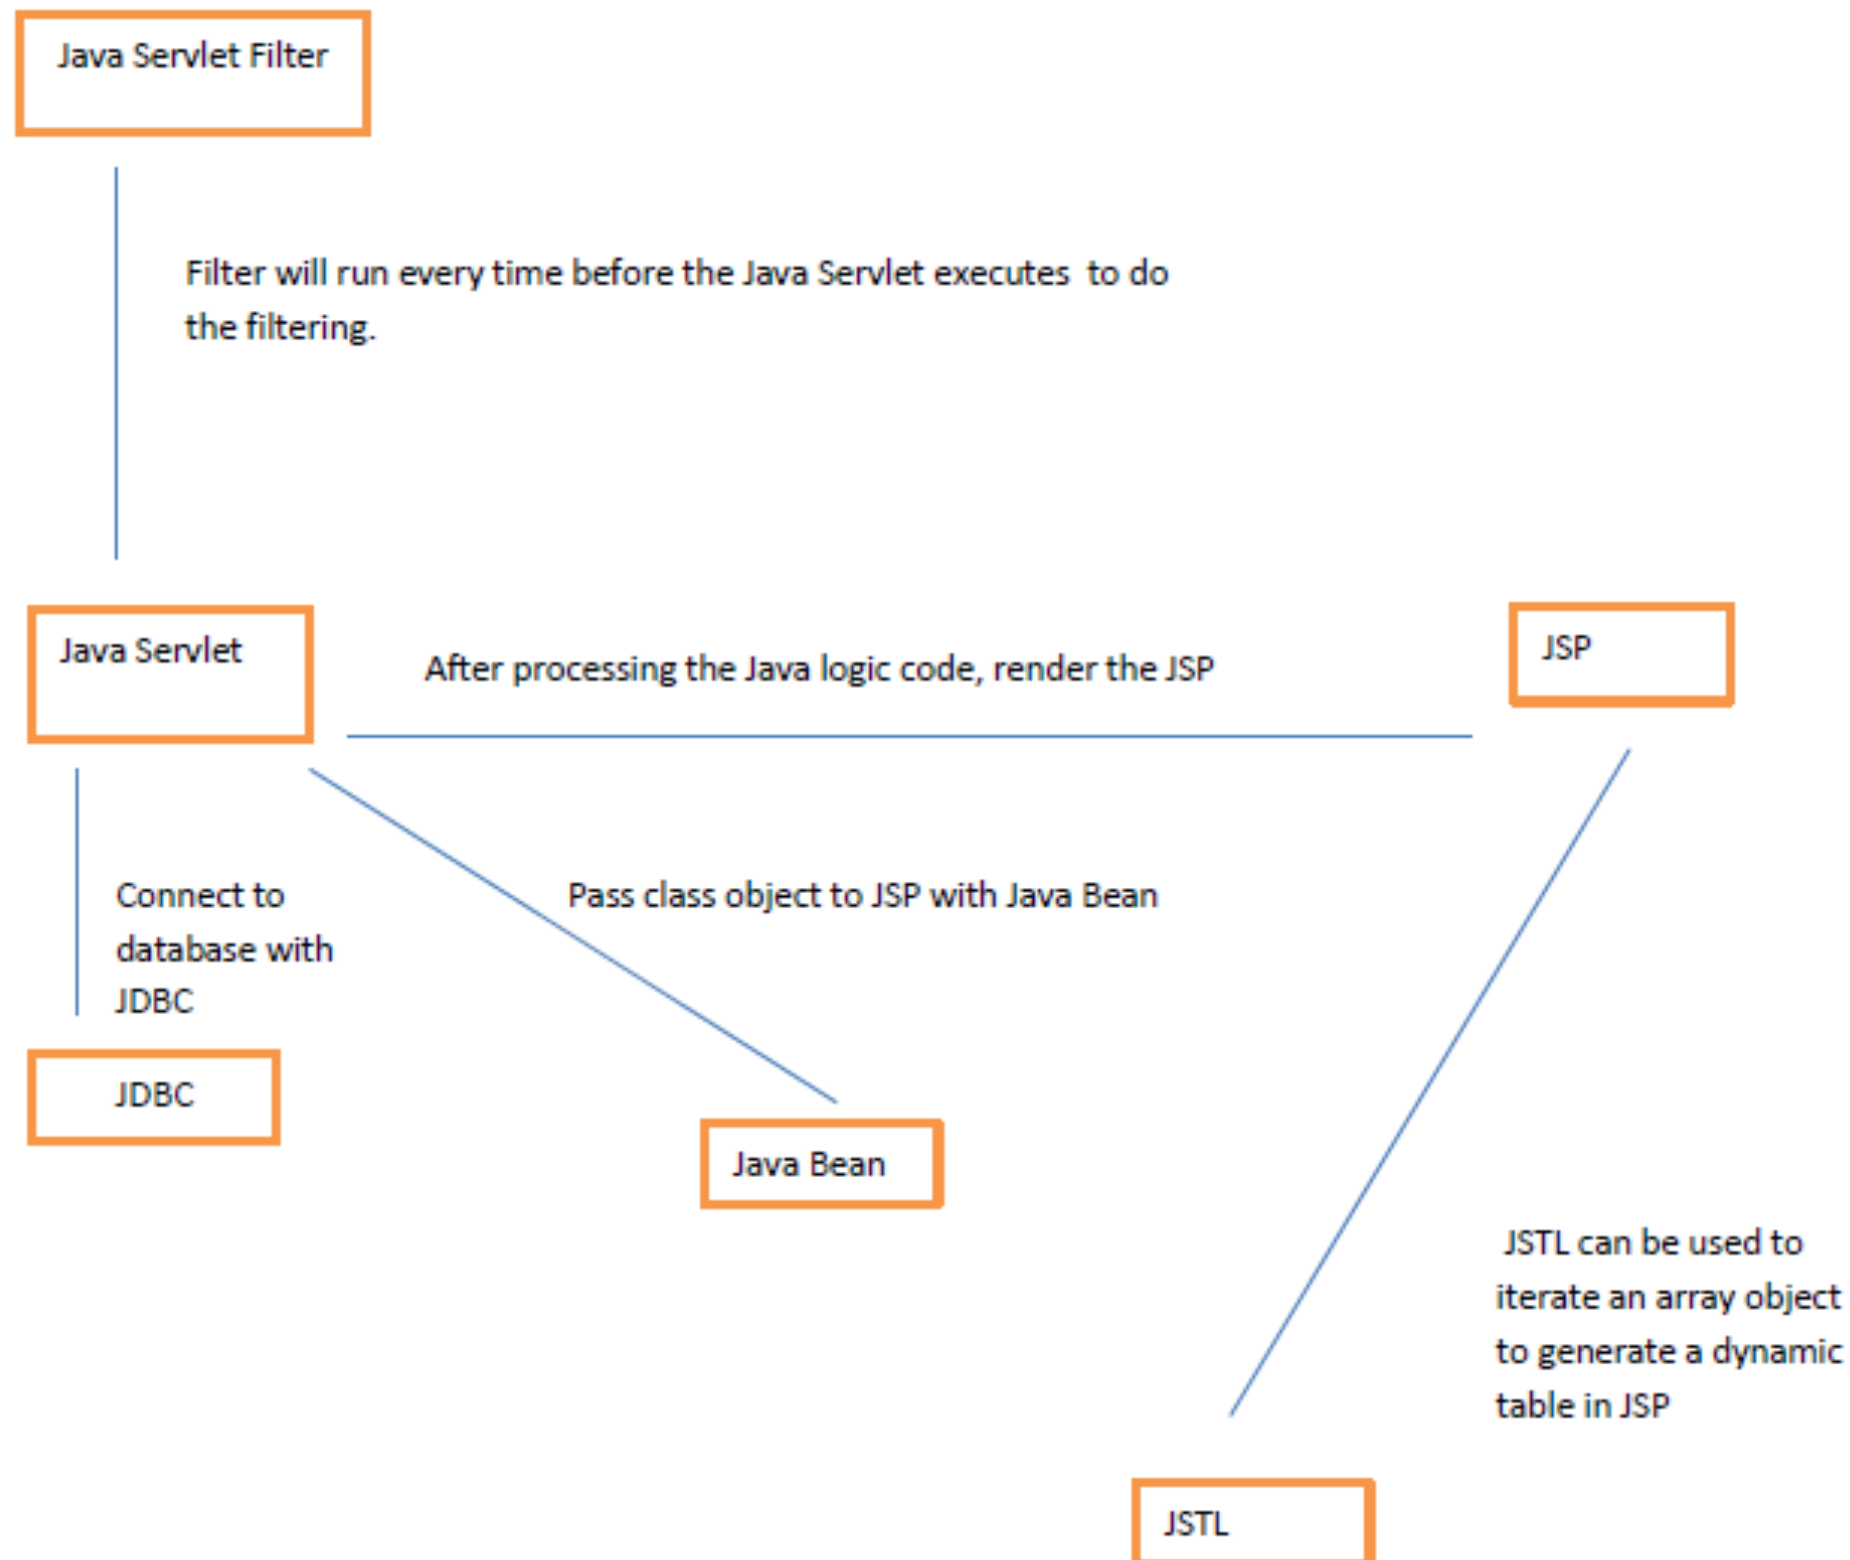 Java Servlet Filter
Filter will run every time before the Java Servlet executes  to do
the filtering.
Java Servlet
After processing the Java logic code, render the JSP
JSP
Connect to
database with
JDBC
Pass class object to JSP with Java Bean
JDBC
Java Bean
JSTL can be used to
iterate an array object
to generate a dynamic
table in JSP
JSTL